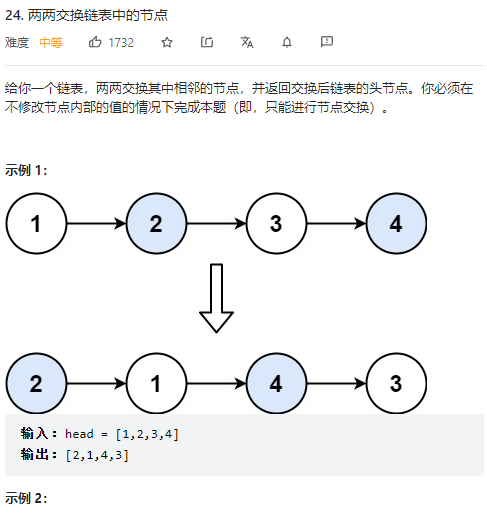 24. 两两交换链表中的节点
难度 中等 1732
给你一个链表，两两交换其中相邻的节点，并返回交换后链表的头节点。你必须在
不修改节点内部的值的情况下完成本题（即，只能进行节点交换）。
示例 1：
1 2 3 4
2 1 4 3
输入：head = [1,2,3,4]
输出：[2,1,4,3]
示例 2：